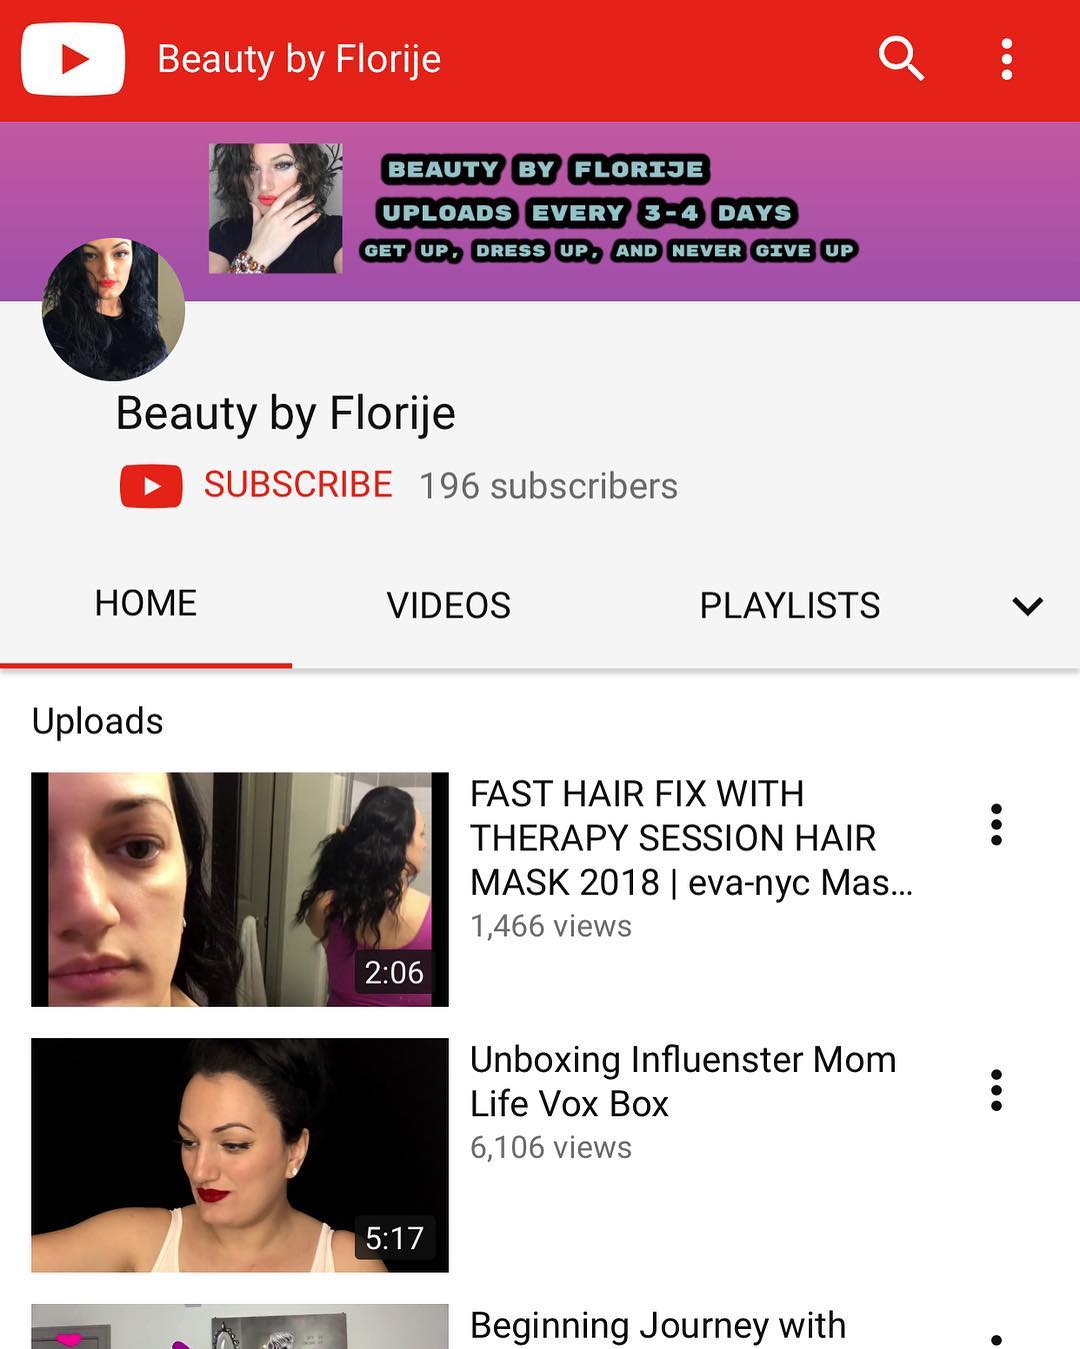 Beauty by Florije
BEAUTY BY FLORIJE
UPLOADS EVERY 3-4 DAYS
GET UP, DRESS UP, AND NEVER GIVE UP
Beauty by Florije
SUBSCRIBE 196 subscribers
HOME VIDEOS PLAYLISTS
Uploads
FAST HAIR FIX WITH
THERAPY SESSION HAIR
MASK 2018 | eva-nyc Mas...
1,466 views
2:06
Unboxing Influenster Mom
Life Vox Box
6,106 views
5:17
Beginning Journey with